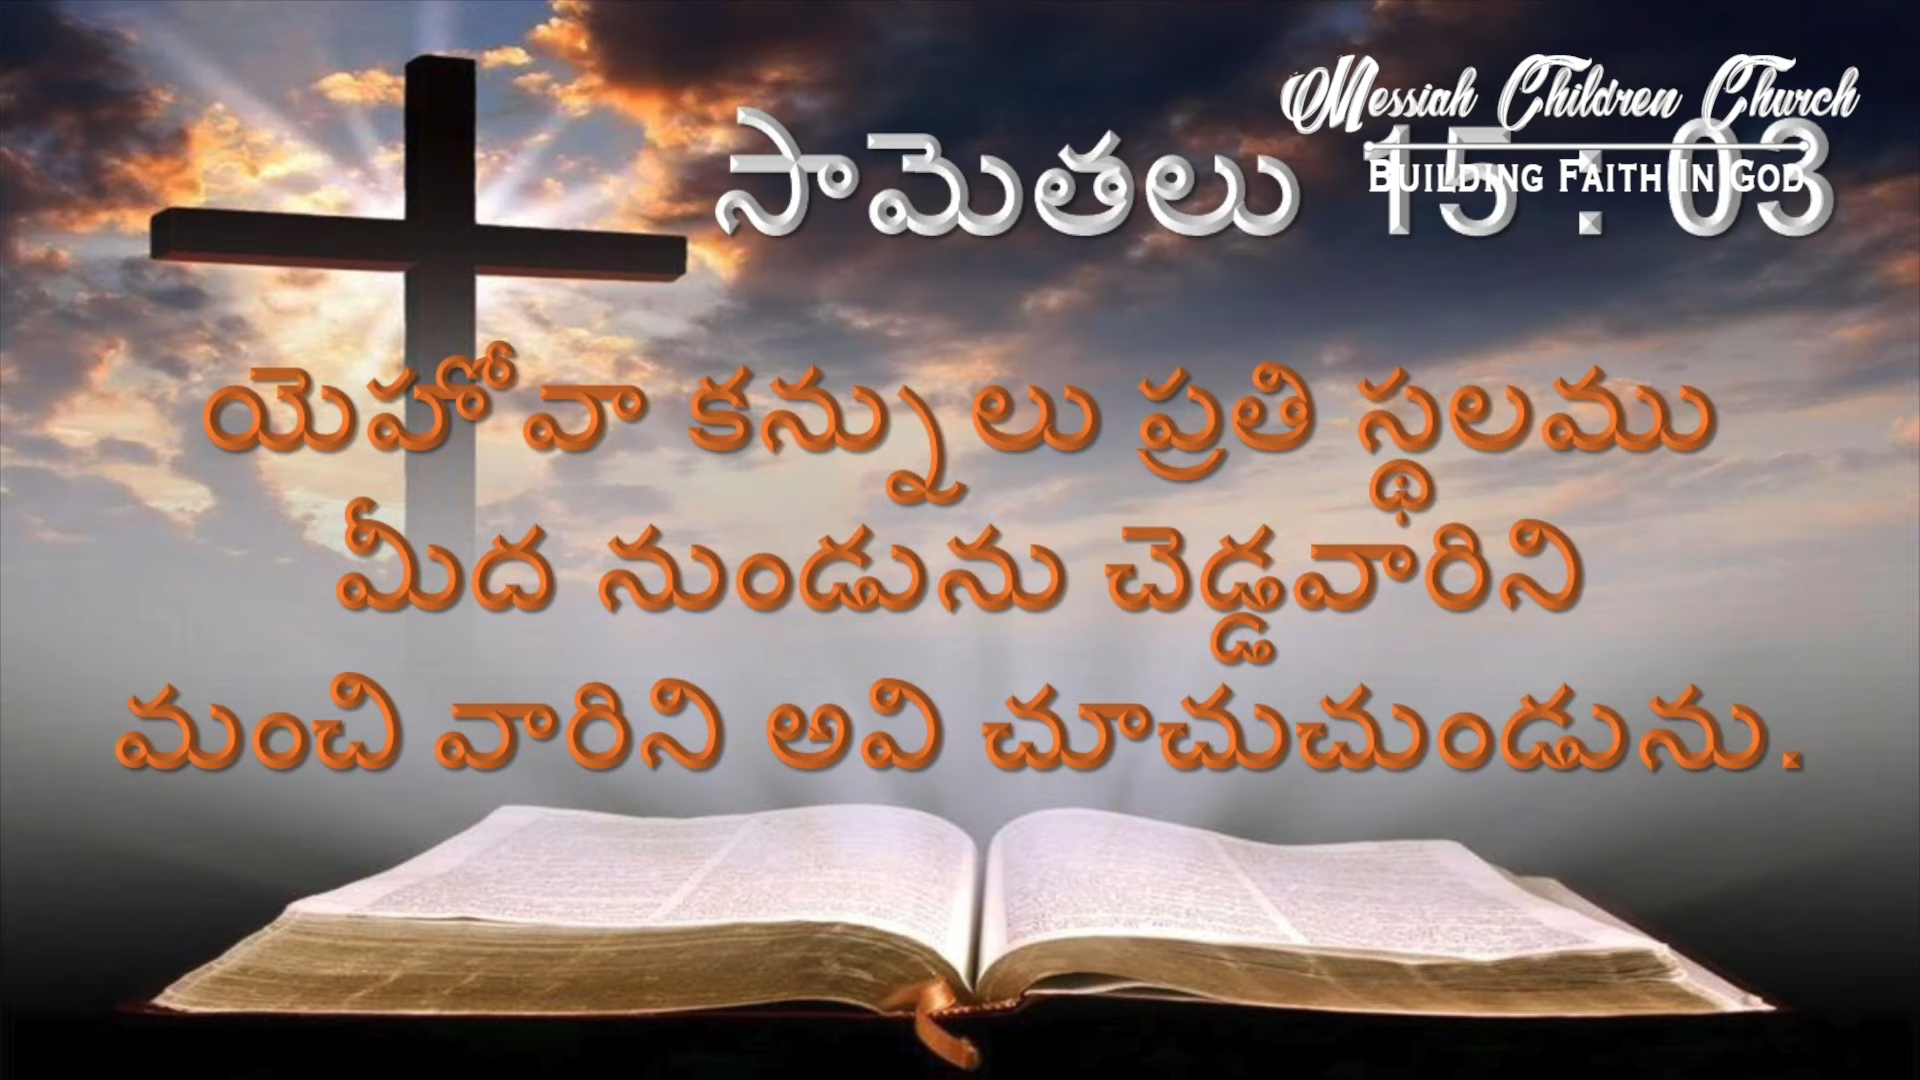 Messiah Children Church
సామెతలు 15 : 03
Building Faith In God
యెహోవా కన్నులు ప్రతి స్థలము
మీద నుండును చెడ్డవారిని
మంచి వారిని అవి చూచుచుండును.